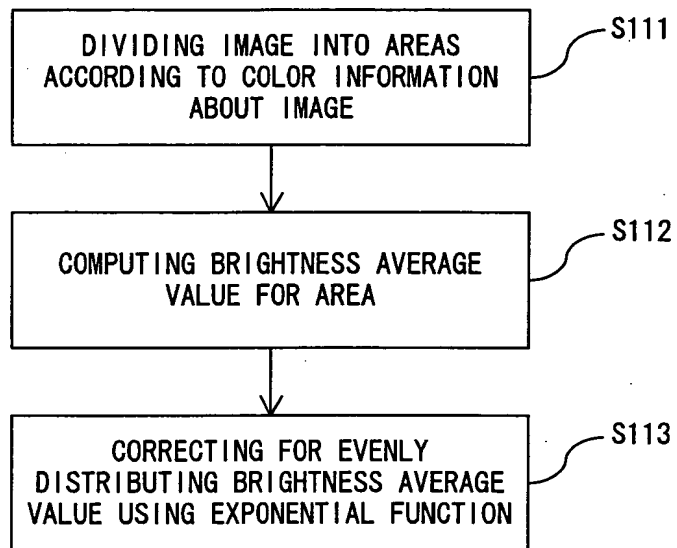 DIVIDING IMAGE INTO AREAS
ACCORDING TO COLOR INFORMATION
ABOUT IMAGE
S111
COMPUTING BRIGHTNESS AVERAGE
VALUE FOR AREA
S112
CORRECTING FOR EVENLY
DISTRIBUTING BRIGHTNESS AVERAGE
VALUE USING EXPONENTIAL FUNCTION
S113